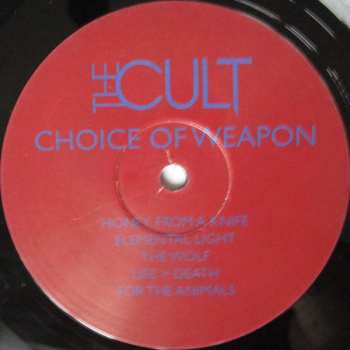 THE CULT
CHOICE OF WEAPON
HONEY FROM A KNIFE
ELEMENTAL LIGHT
THE WOLF
LIFE > DEATH
FOR THE ANIMALS